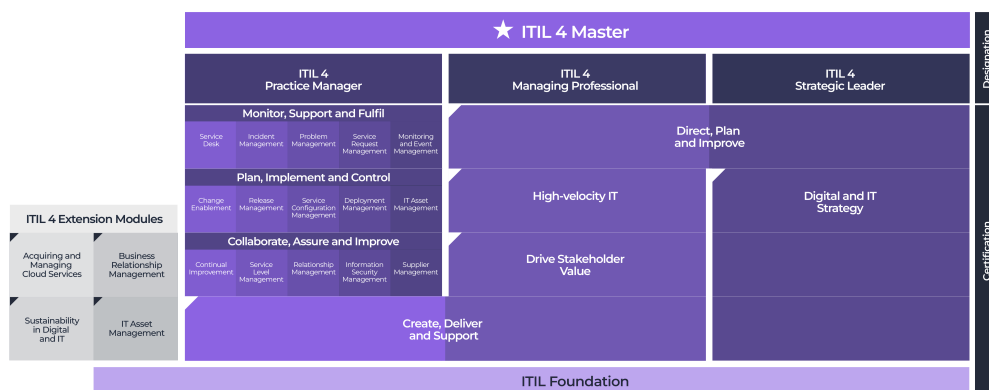 ITIL 4 Master
Designation
ITIL 4
Practice Manager
ITIL 4
Managing Professional
ITIL 4
Strategic Leader
Monitor, Support and Fulfil
Service
Desk
Incident
Management
Problem
Management
Service
Request
Management
Monitoring
and Event
Management
Direct, Plan
and Improve
Plan, Implement and Control
Change
Enablement
Release
Management
Service
Configuration
Management
Deployment
Management
IT Asset
Management
High-velocity IT
Digital and IT
Strategy
Certification
ITIL 4 Extension Modules
Acquiring and
Managing
Cloud Services
Business
Relationship
Management
Collaborate, Assure and Improve
Continual
Improvement
Service
Level
Management
Relationship
Management
Information
Security
Management
Supplier
Management
Drive Stakeholder
Value
Sustainability
in Digital
and IT
IT Asset
Management
Create, Deliver
and Support
ITIL Foundation